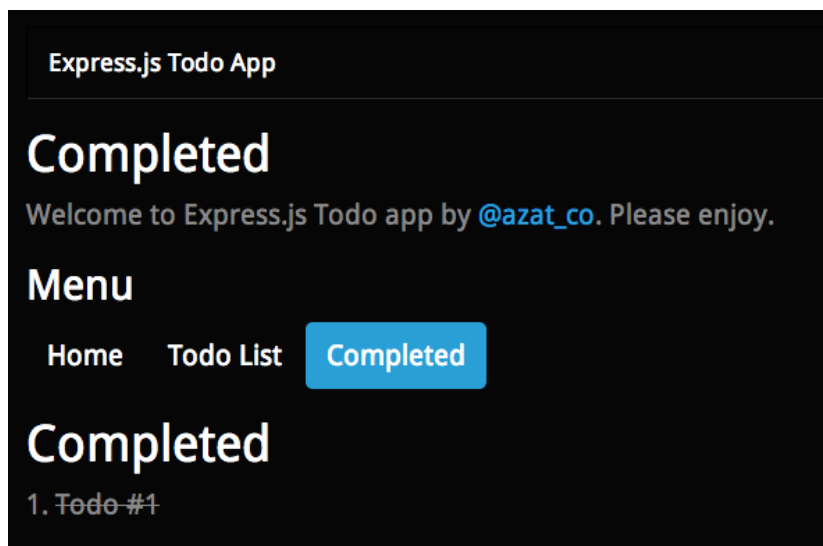 Express.js Todo App
Completed
Welcome to Express.js Todo app by @azat_co. Please enjoy.
Menu
Home Todo List Completed
Completed
1. Todo #1